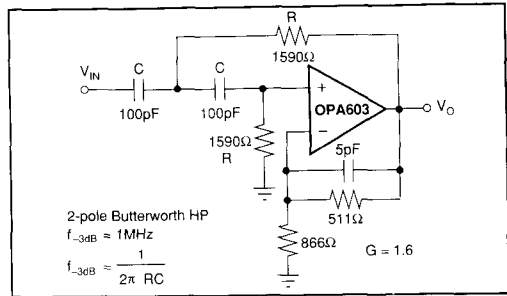 R
1590Ω
V_IN
C
C
100pF
100pF
+
OPA603
–
V_O
1590Ω
R
5pF
511Ω
866Ω
G = 1.6
2-pole Butterworth HP
f_–3dB = 1MHz
f_–3dB = 1
2π RC